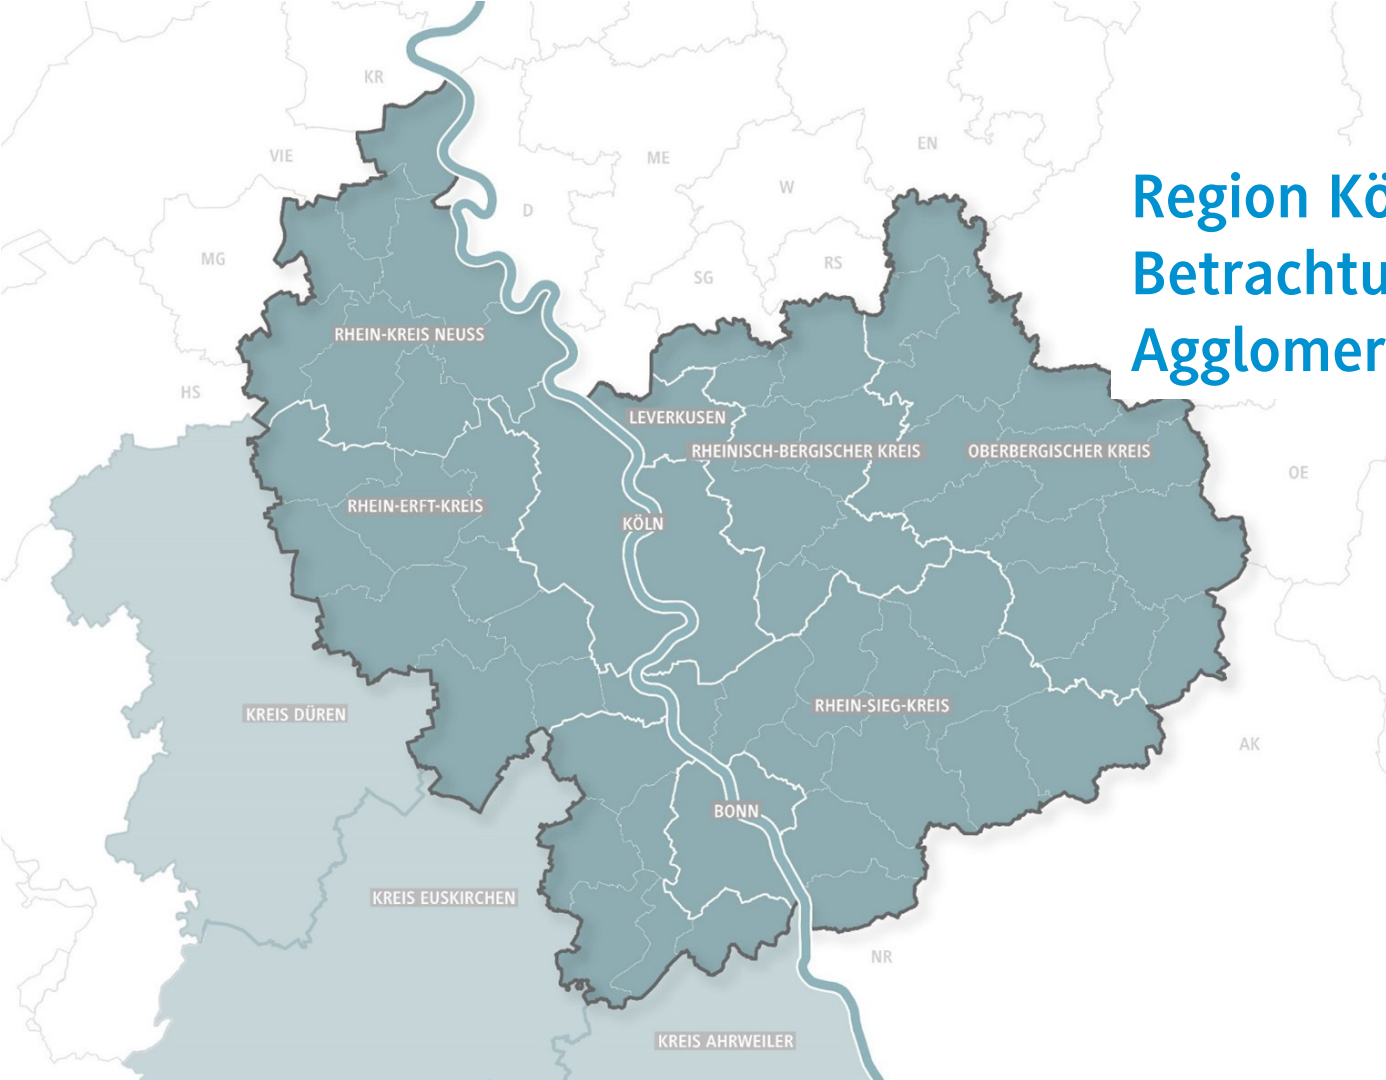 KR
VIE
ME
EN
W
D
Region Kö
MG
SG
RS
Betrachtu
RHEIN-KREIS NEUSS
Agglomer
HS
LEVERKUSEN
RHEINISCH-BERGISCHER KREIS
OBERBERGISCHER KREIS
OE
RHEIN-ERFT-KREIS
KÖLN
KREIS DÜREN
RHEIN-SIEG-KREIS
AK
BONN
KREIS EUSKIRCHEN
NR
KREIS AHRWEILER